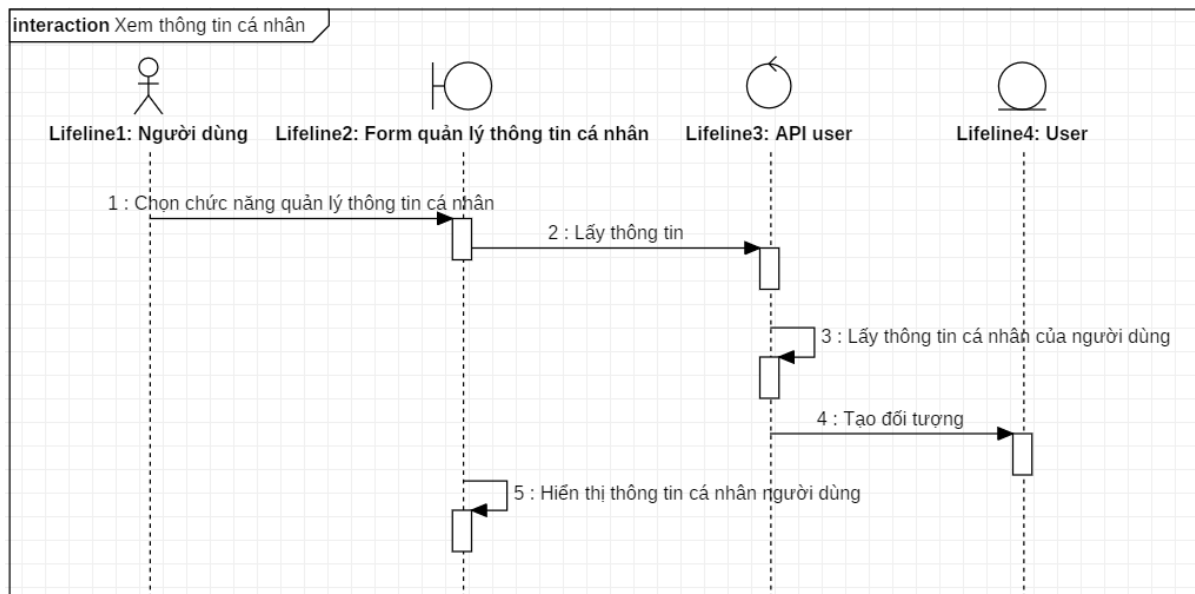 interaction Xem thông tin cá nhân
Lifeline1: Người dùng
Lifeline2: Form quản lý thông tin cá nhân
Lifeline3: API user
Lifeline4: User
1 : Chọn chức năng quản lý thông tin cá nhân
2 : Lấy thông tin
3 : Lấy thông tin cá nhân của người dùng
4 : Tạo đối tượng
5 : Hiển thị thông tin cá nhân người dùng